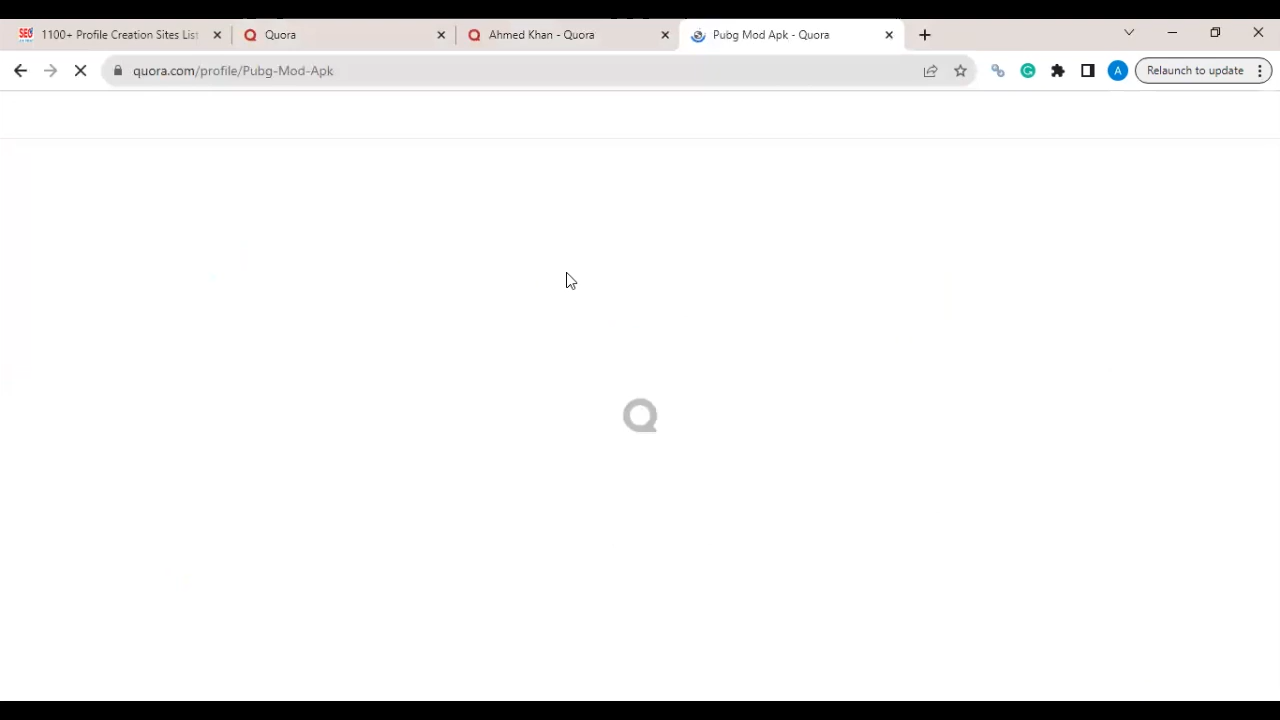 SEO
1100+ Profile Creation Sites List
Quora
Ahmed Khan - Quora
Pubg Mod Apk - Quora
quora.com/profile/Pubg-Mod-Apk
A
Relaunch to update